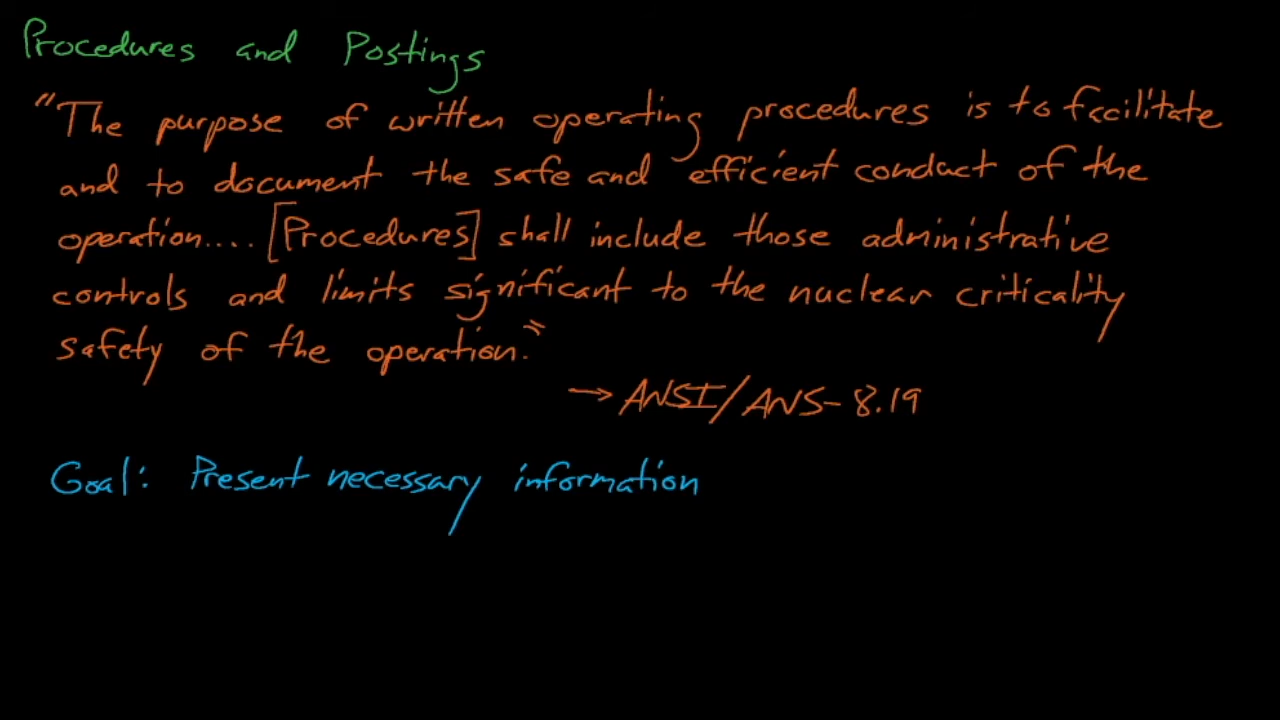 Procedures and Postings
"The purpose of written operating procedures is to facilitate
and to document the safe and efficient conduct of the
operation.... [Procedures] shall include those administrative
controls and limits significant to the nuclear criticality
safety of the operation."
→ ANSI/ANS-8.19
Goal: Present necessary information